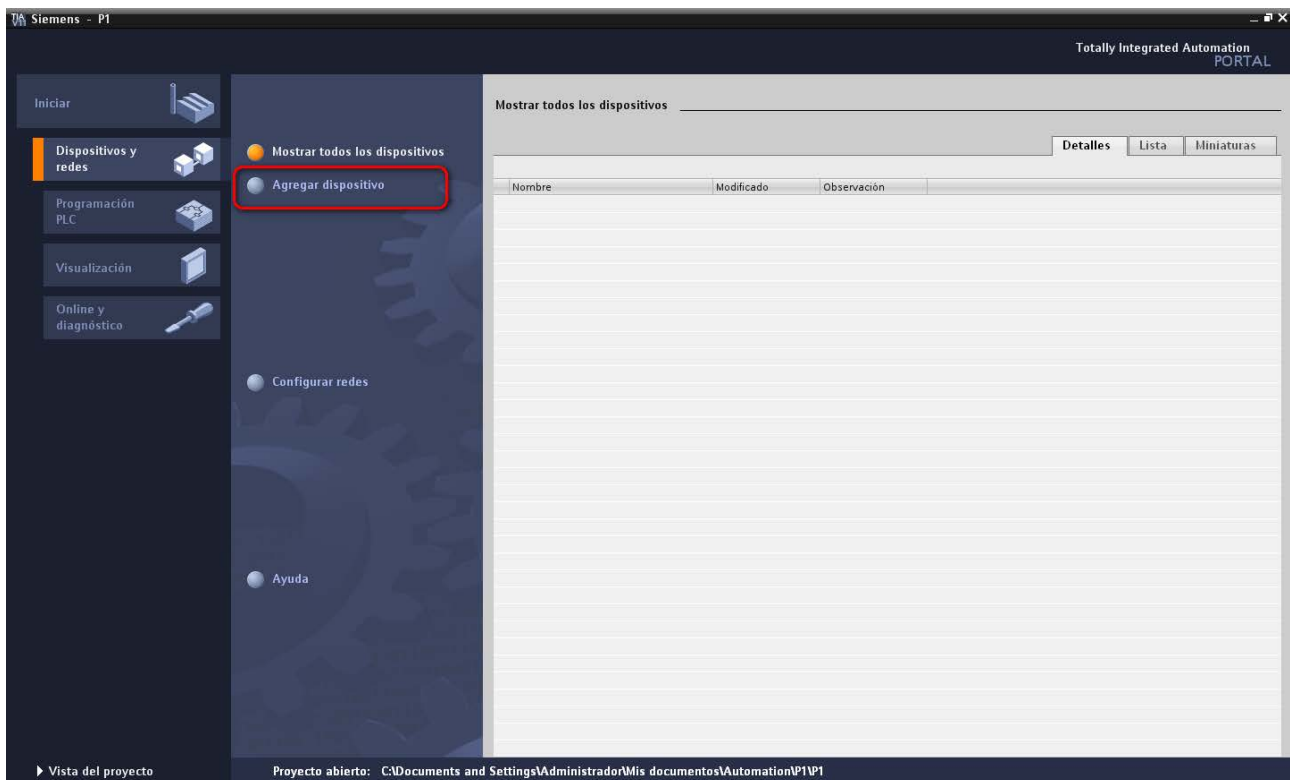 Siemens - P1
Totally Integrated Automation
PORTAL
Iniciar
Dispositivos y
redes
Programación
PLC
Visualización
Online y
diagnóstico
Mostrar todos los dispositivos
Agregar dispositivo
Configurar redes
Ayuda
Mostrar todos los dispositivos
Detalles
Lista
Miniaturas
Nombre
Modificado
Observación
Vista del proyecto
Proyecto abierto: C:\Documents and Settings\Administrador\Mis documentos\Automation\P1\P1